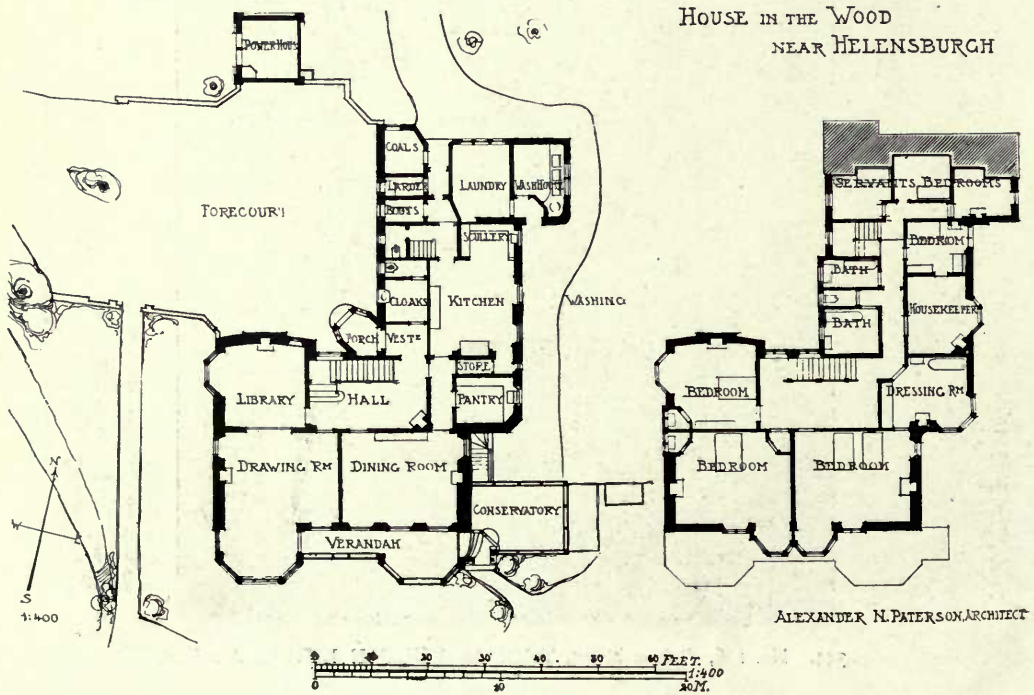 HOUSE IN THE WOOD
NEAR HELENSBURGH
POWER HOUS
COALS
LARDER
BOOTS
LAUNDRY
WASHHOUSE
FORECOURT
SCULLERY
CLOAKS
KITCHEN
WASHING
PORCH
VESTE
STORE
LIBRARY
HALL
PANTRY
DRAWING RM
DINING ROOM
CONSERVATORY
VERANDAH
SERVANTS BEDROOMS
BEDROOM
BATH
BATH
HOUSEKEEPER
BEDROOM
DRESSING RM
BEDROOM
BEDROOM
N
W
S
1:400
ALEXANDER N. PATERSON, ARCHITECT
0 10 20 30 40 50 60 FEET.
1:400
0 10 20 M.